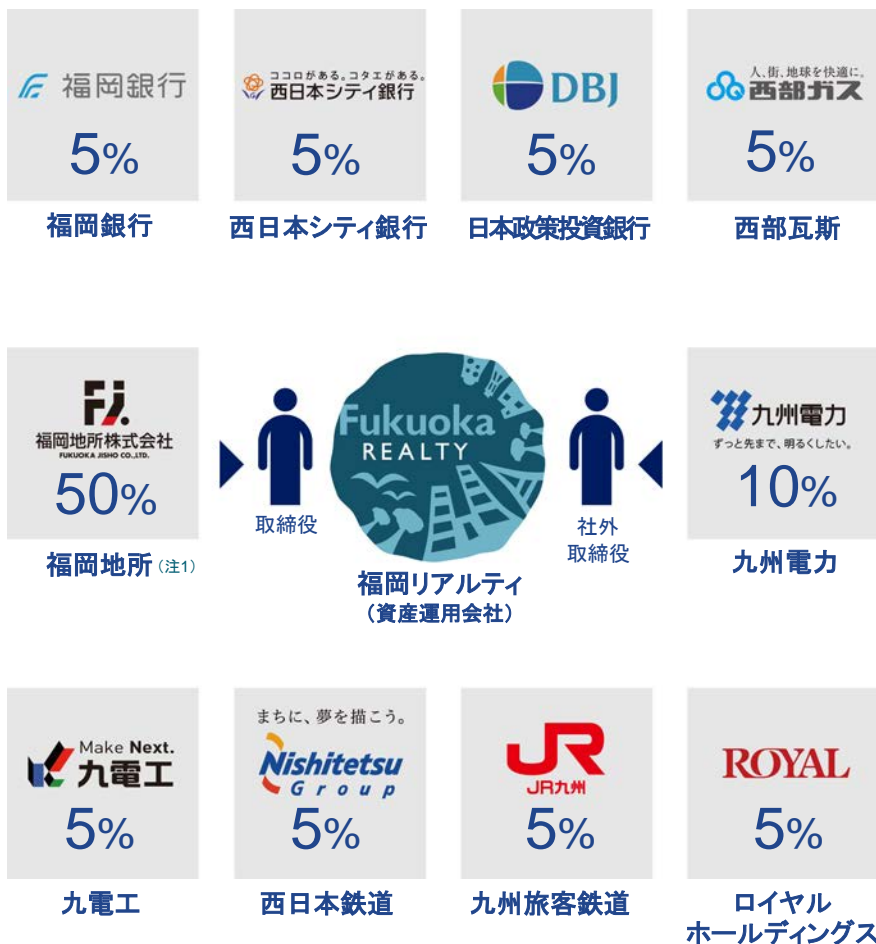 福岡銀行
5%
福岡銀行
ココロがある。コタエがある。
西日本シティ銀行
5%
西日本シティ銀行
DBJ
5%
日本政策投資銀行
人、街、地球を快適に。
西部ガス
5%
西部瓦斯
FJ.
福岡地所株式会社
FUKUOKA JISHO CO.,LTD.
50%
福岡地所(注1)
取締役
Fukuoka
REALTY
福岡リアルティ
(資産運用会社)
社外
取締役
九州電力
ずっと先まで、明るくしたい。
10%
九州電力
Make Next.
九電工
5%
九電工
まちに、夢を描こう。
Nishitetsu
Group
5%
西日本鉄道
JR
JR九州
5%
九州旅客鉄道
ROYAL
5%
ロイヤル
ホールディングス